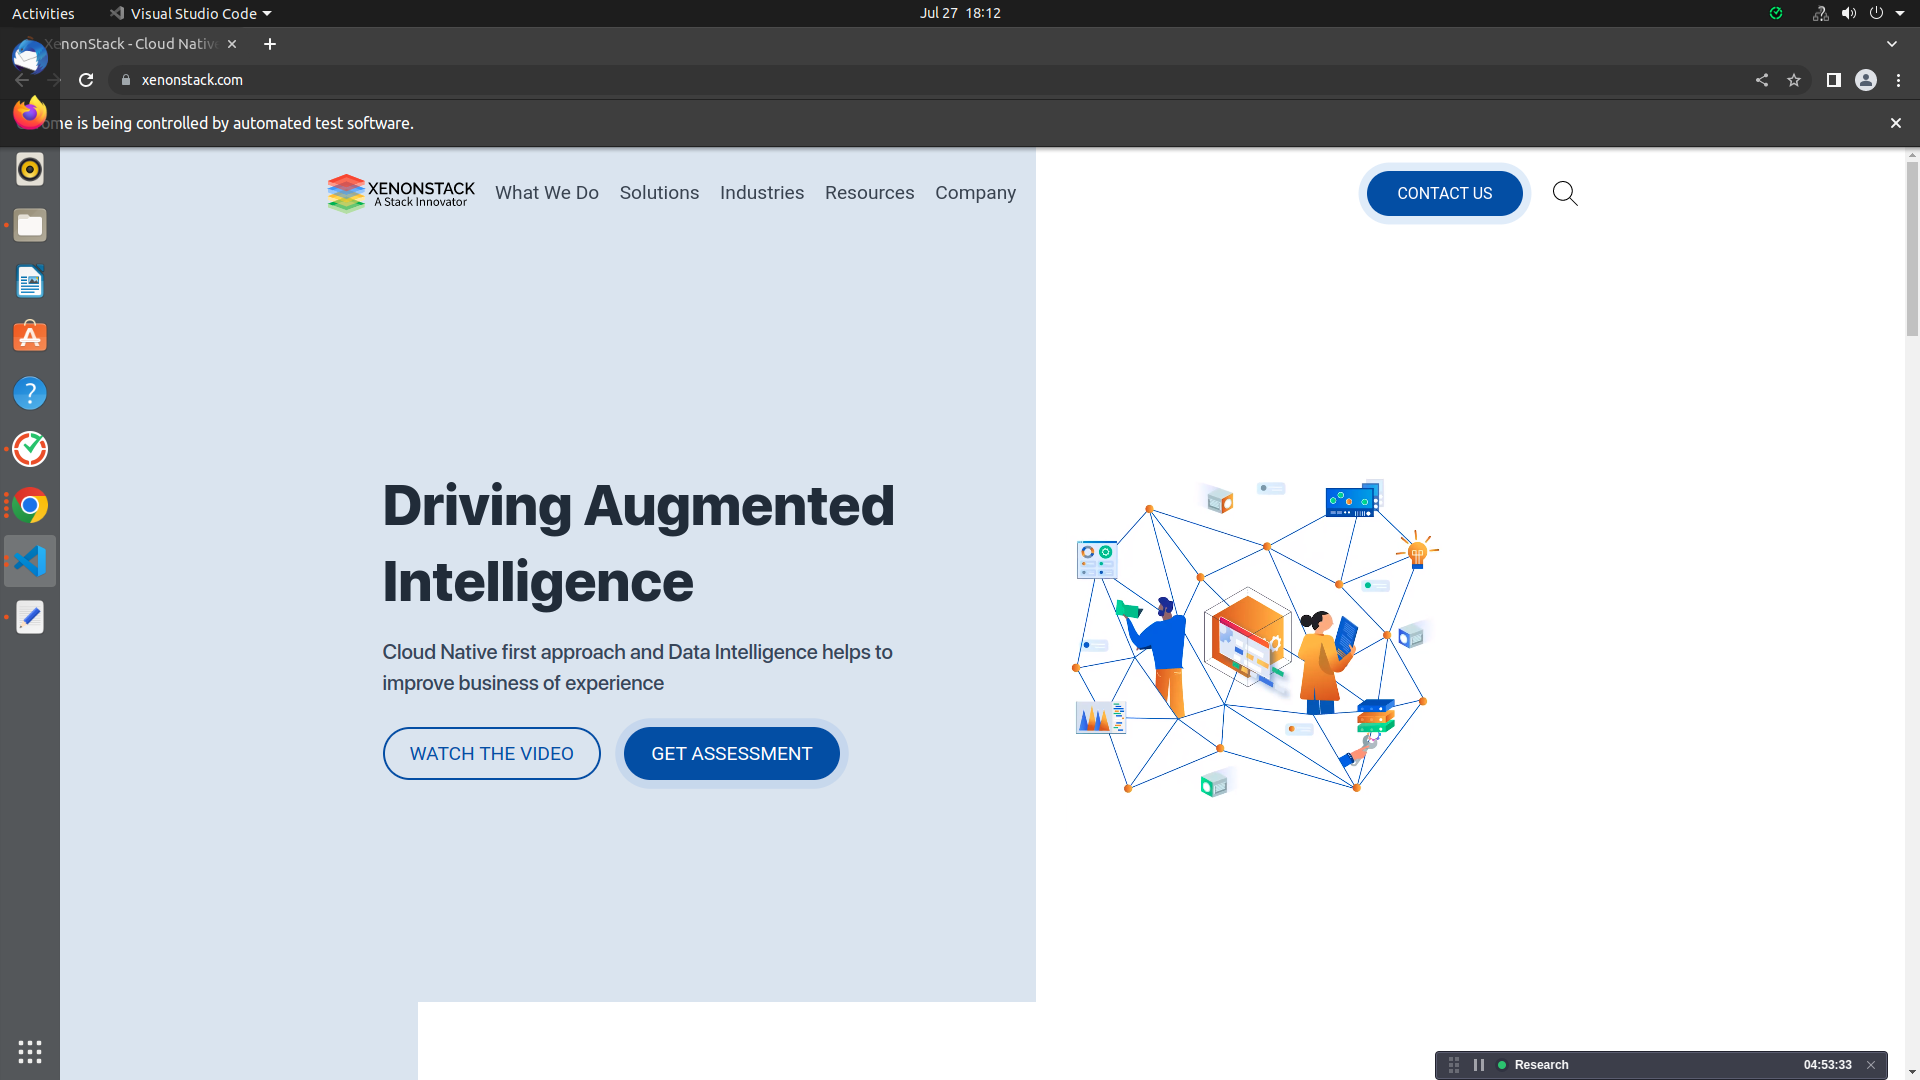 Activities
Visual Studio Code
Jul 27 18:12
XenonStack - Cloud Native
xenonstack.com
me is being controlled by automated test software.
XENONSTACK
A Stack Innovator
What We Do
Solutions
Industries
Resources
Company
CONTACT US
Driving Augmented
Intelligence
Cloud Native first approach and Data Intelligence helps to
improve business of experience
WATCH THE VIDEO
GET ASSESSMENT
Research
04:53:33